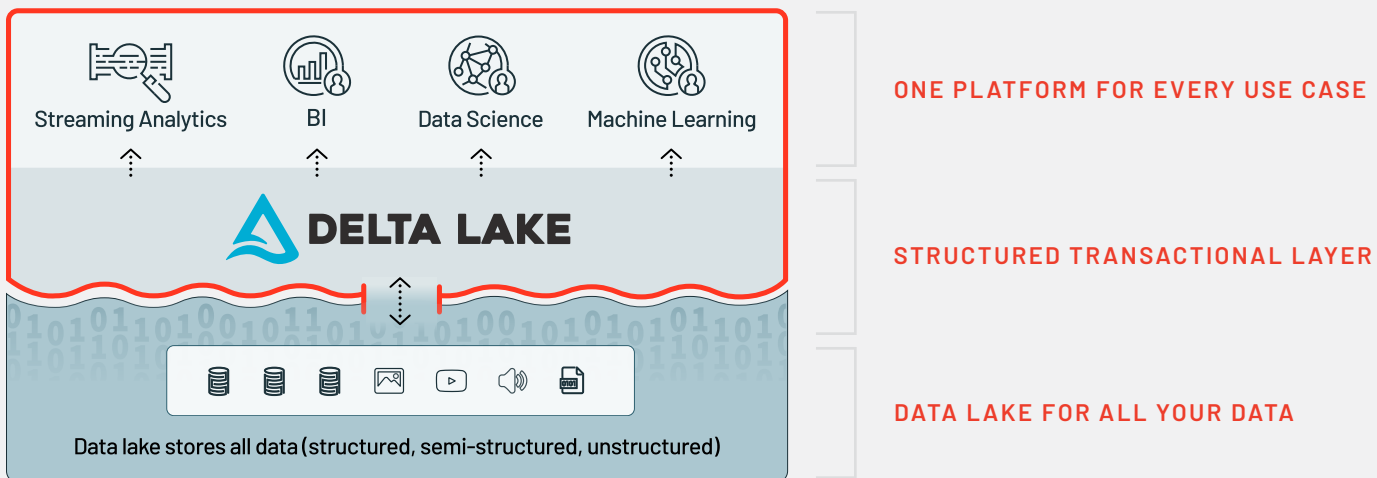 Streaming Analytics
BI
Data Science
Machine Learning
ONE PLATFORM FOR EVERY USE CASE
DELTA LAKE
STRUCTURED TRANSACTIONAL LAYER
0101
Data lake stores all data (structured, semi-structured, unstructured)
DATA LAKE FOR ALL YOUR DATA